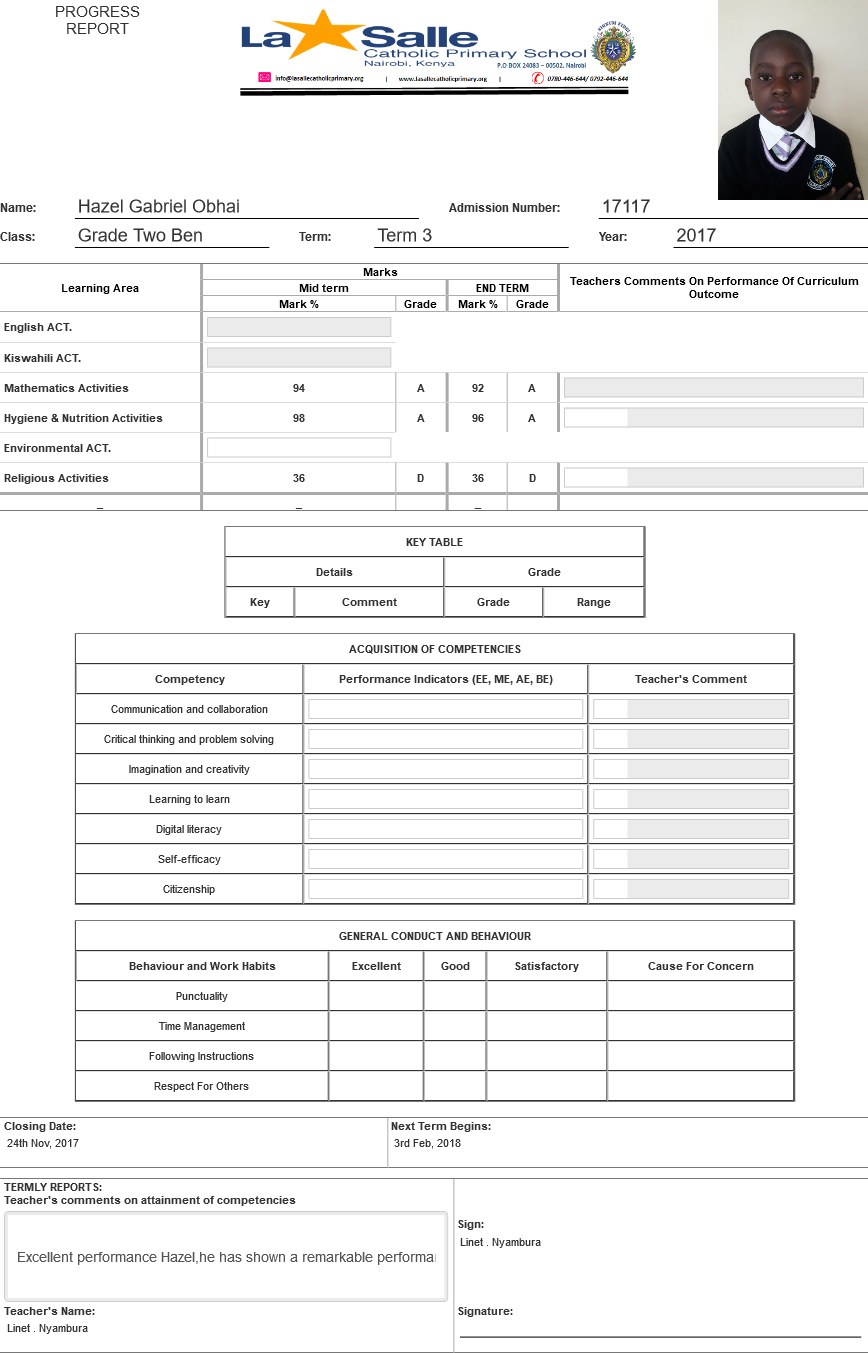 PROGRESS
REPORT
La Salle
Catholic Primary School
Nairobi, Kenya
P.O BOX 24083 – 00502, Nairobi
info@lasallecatholicprimary.org | www.lasallecatholicprimary.org | 0780-446-644/ 0792-446-644
Name: Hazel Gabriel Obhai Admission Number: 17117
Class: Grade Two Ben Term: Term 3 Year: 2017
Learning Area Marks Teachers Comments On Performance Of Curriculum Outcome
Mid term END TERM
Mark % Grade Mark % Grade
English ACT.
Kiswahili ACT.
Mathematics Activities 94 A 92 A
Hygiene & Nutrition Activities 98 A 96 A
Environmental ACT.
Religious Activities 36 D 36 D
_ _ _
KEY TABLE
Details Grade
Key Comment Grade Range
ACQUISITION OF COMPETENCIES
Competency Performance Indicators (EE, ME, AE, BE) Teacher's Comment
Communication and collaboration
Critical thinking and problem solving
Imagination and creativity
Learning to learn
Digital literacy
Self-efficacy
Citizenship
GENERAL CONDUCT AND BEHAVIOUR
Behaviour and Work Habits Excellent Good Satisfactory Cause For Concern
Punctuality
Time Management
Following Instructions
Respect For Others
Closing Date: Next Term Begins:
24th Nov, 2017 3rd Feb, 2018
TERMLY REPORTS:
Teacher's comments on attainment of competencies
Sign:
Linet . Nyambura
Excellent performance Hazel,he has shown a remarkable performa
Teacher's Name: Signature:
Linet . Nyambura